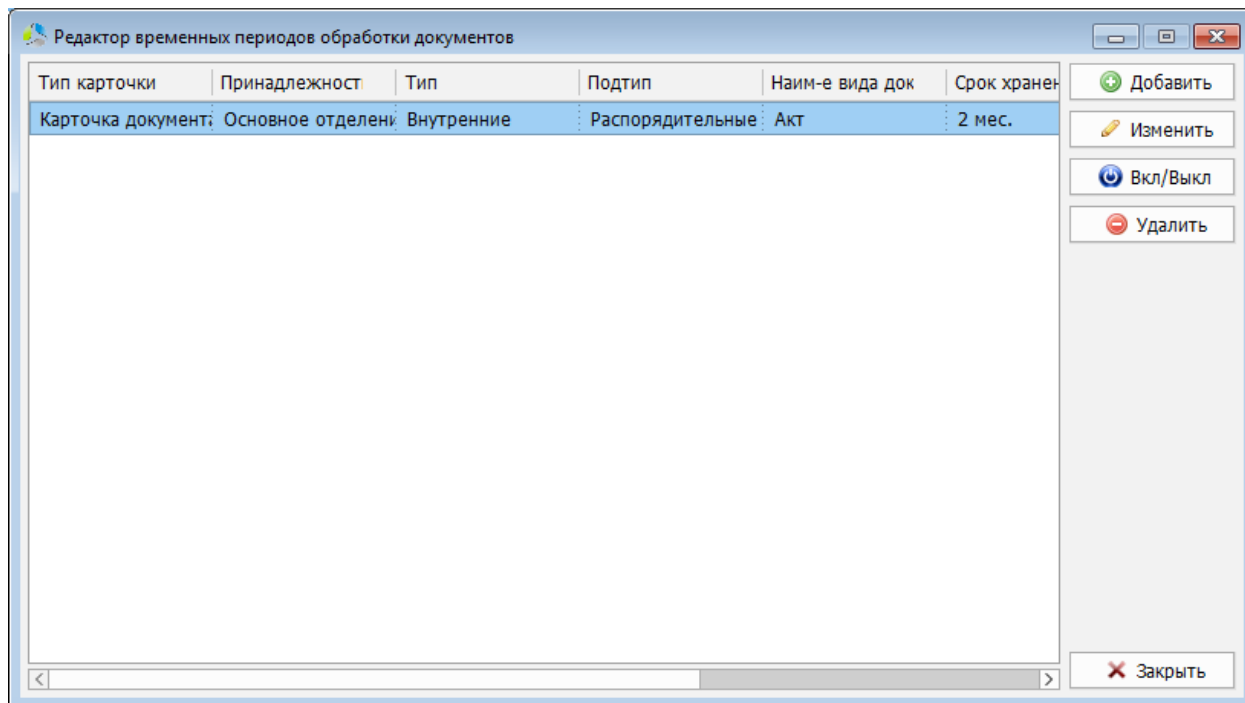 Редактор временных периодов обработки документов
Тип карточки Принадлежност Тип Подтип Наим-е вида док Срок хранен
Карточка документ Основное отделени Внутренние Распорядительные Акт 2 мес.
Добавить
Изменить
Вкл/Выкл
Удалить
Закрыть